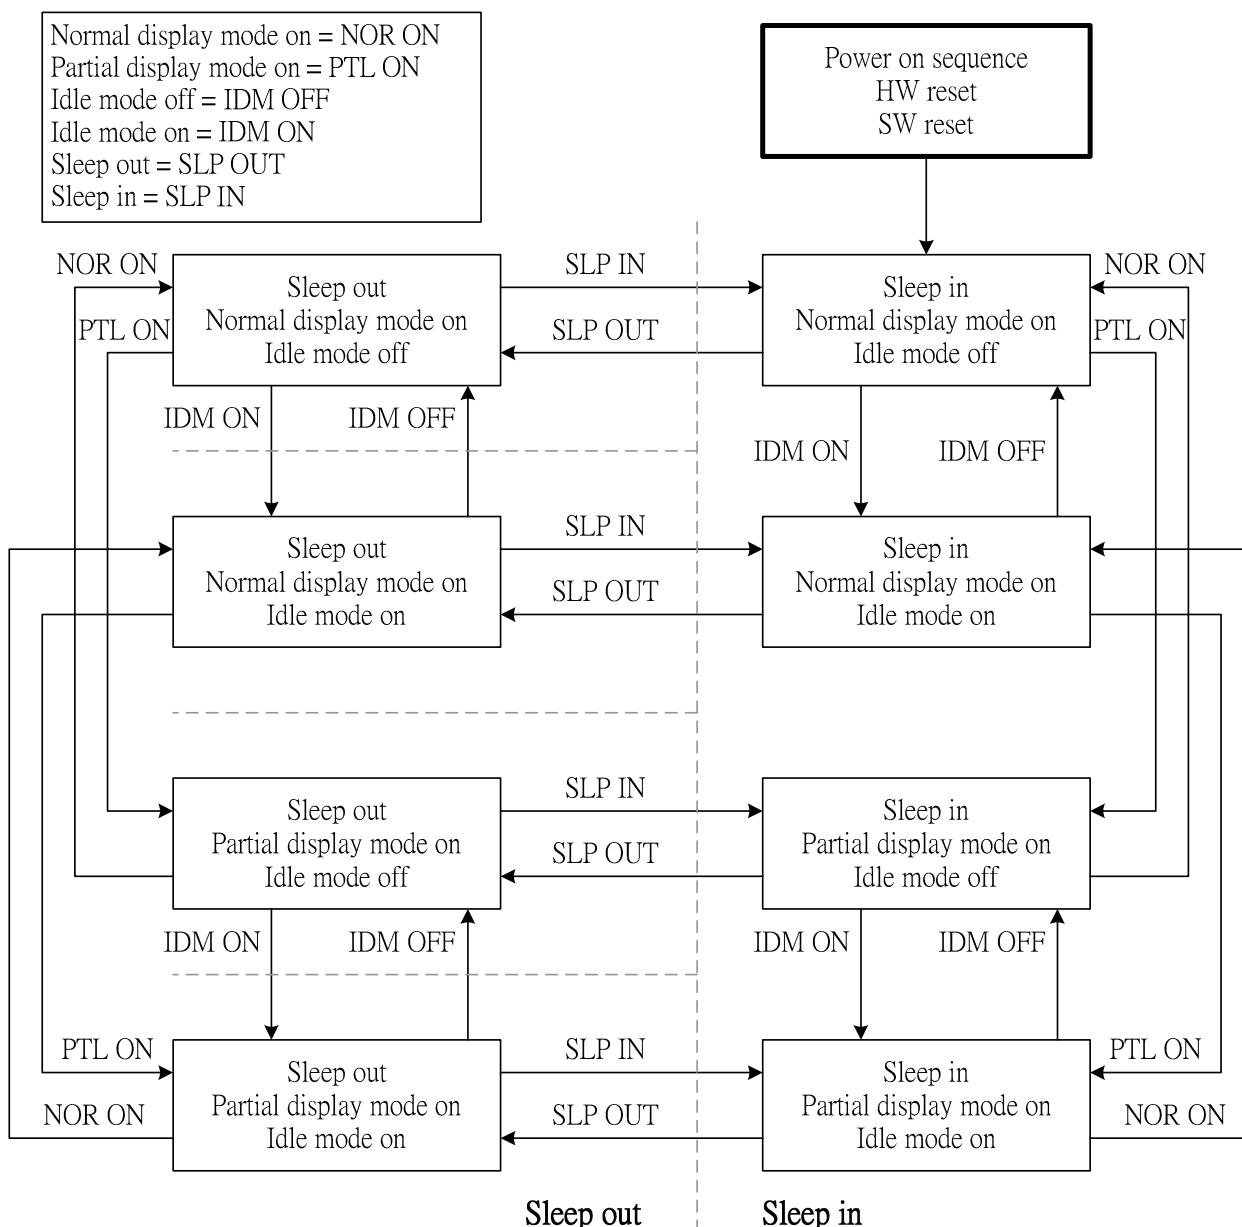 Normal display mode on = NOR ON
Partial display mode on = PTL ON
Idle mode off = IDM OFF
Idle mode on = IDM ON
Sleep out = SLP OUT
Sleep in = SLP IN
Power on sequence
HW reset
SW reset
NOR ON
PTL ON
Sleep out
Normal display mode on
Idle mode off
SLP IN
SLP OUT
Sleep in
Normal display mode on
Idle mode off
NOR ON
PTL ON
IDM ON
IDM OFF
IDM ON
IDM OFF
Sleep out
Normal display mode on
Idle mode on
SLP IN
SLP OUT
Sleep in
Normal display mode on
Idle mode on
Sleep out
Partial display mode on
Idle mode off
SLP IN
SLP OUT
Sleep in
Partial display mode on
Idle mode off
IDM ON
IDM OFF
IDM ON
IDM OFF
PTL ON
NOR ON
Sleep out
Partial display mode on
Idle mode on
SLP IN
SLP OUT
Sleep in
Partial display mode on
Idle mode on
PTL ON
NOR ON
Sleep out
Sleep in